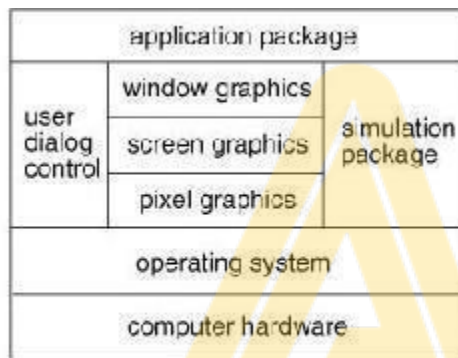 application package
user
dialog
control
window graphics
screen graphics
pixel graphics
simulation
package
operating system
computer hardware